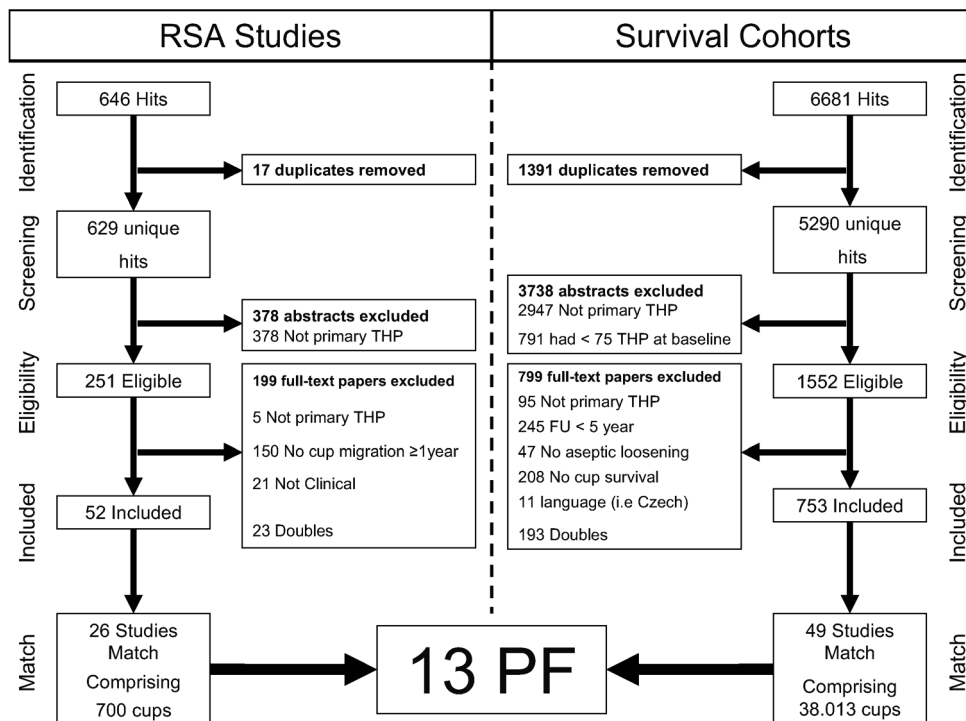 RSA Studies
Survival Cohorts
Identification
646 Hits
17 duplicates removed
Screening
629 unique
hits
378 abstracts excluded
378 Not primary THP
Eligibility
251 Eligible
199 full-text papers excluded
5 Not primary THP
150 No cup migration ≥1year
21 Not Clinical
23 Doubles
Included
52 Included
Match
26 Studies
Match
Comprising
700 cups
13 PF
6681 Hits
Identification
1391 duplicates removed
5290 unique
hits
Screening
3738 abstracts excluded
2947 Not primary THP
791 had < 75 THP at baseline
1552 Eligible
Eligibility
799 full-text papers excluded
95 Not primary THP
245 FU < 5 year
47 No aseptic loosening
208 No cup survival
11 language (i.e Czech)
193 Doubles
753 Included
Included
49 Studies
Match
Comprising
38.013 cups
Match